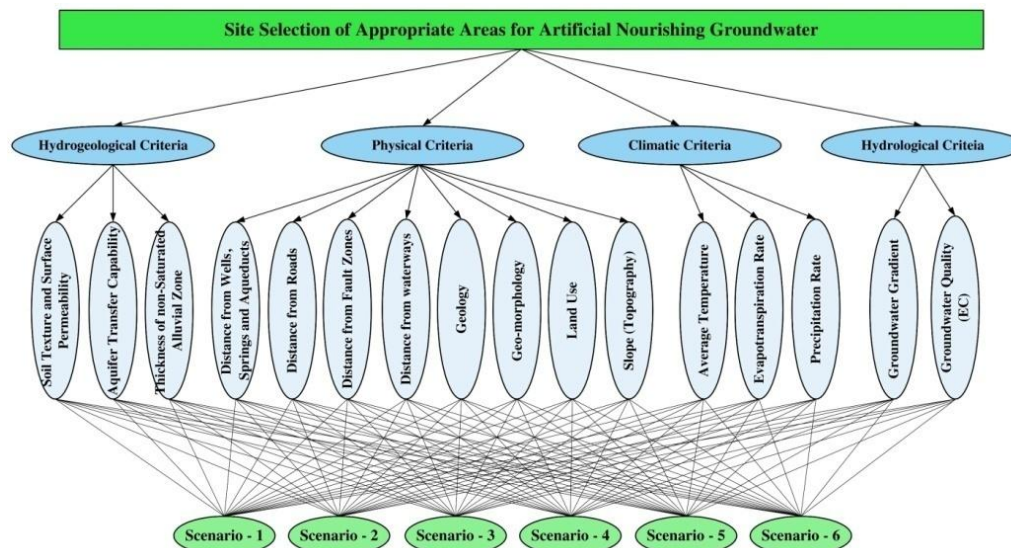 Site Selection of Appropriate Areas for Artificial Nourishing Groundwater
Hydrogeological Criteria
Physical Criteria
Climatic Criteria
Hydrological Criteia
Soil Texture and Surface
Permeability
Aquifer Transfer Capability
Thickness of non-Saturated
Alluvial Zone
Distance from Wells,
Springs and Aqueducts
Distance from Roads
Distance from Fault Zones
Distance from waterways
Geology
Geo-morphology
Land Use
Slope (Topography)
Average Temperature
Evapotranspiration Rate
Precipitation Rate
Groundwater Gradient
Groundwater Quality
(EC)
Scenario - 1
Scenario - 2
Scenario - 3
Scenario - 4
Scenario - 5
Scenario - 6